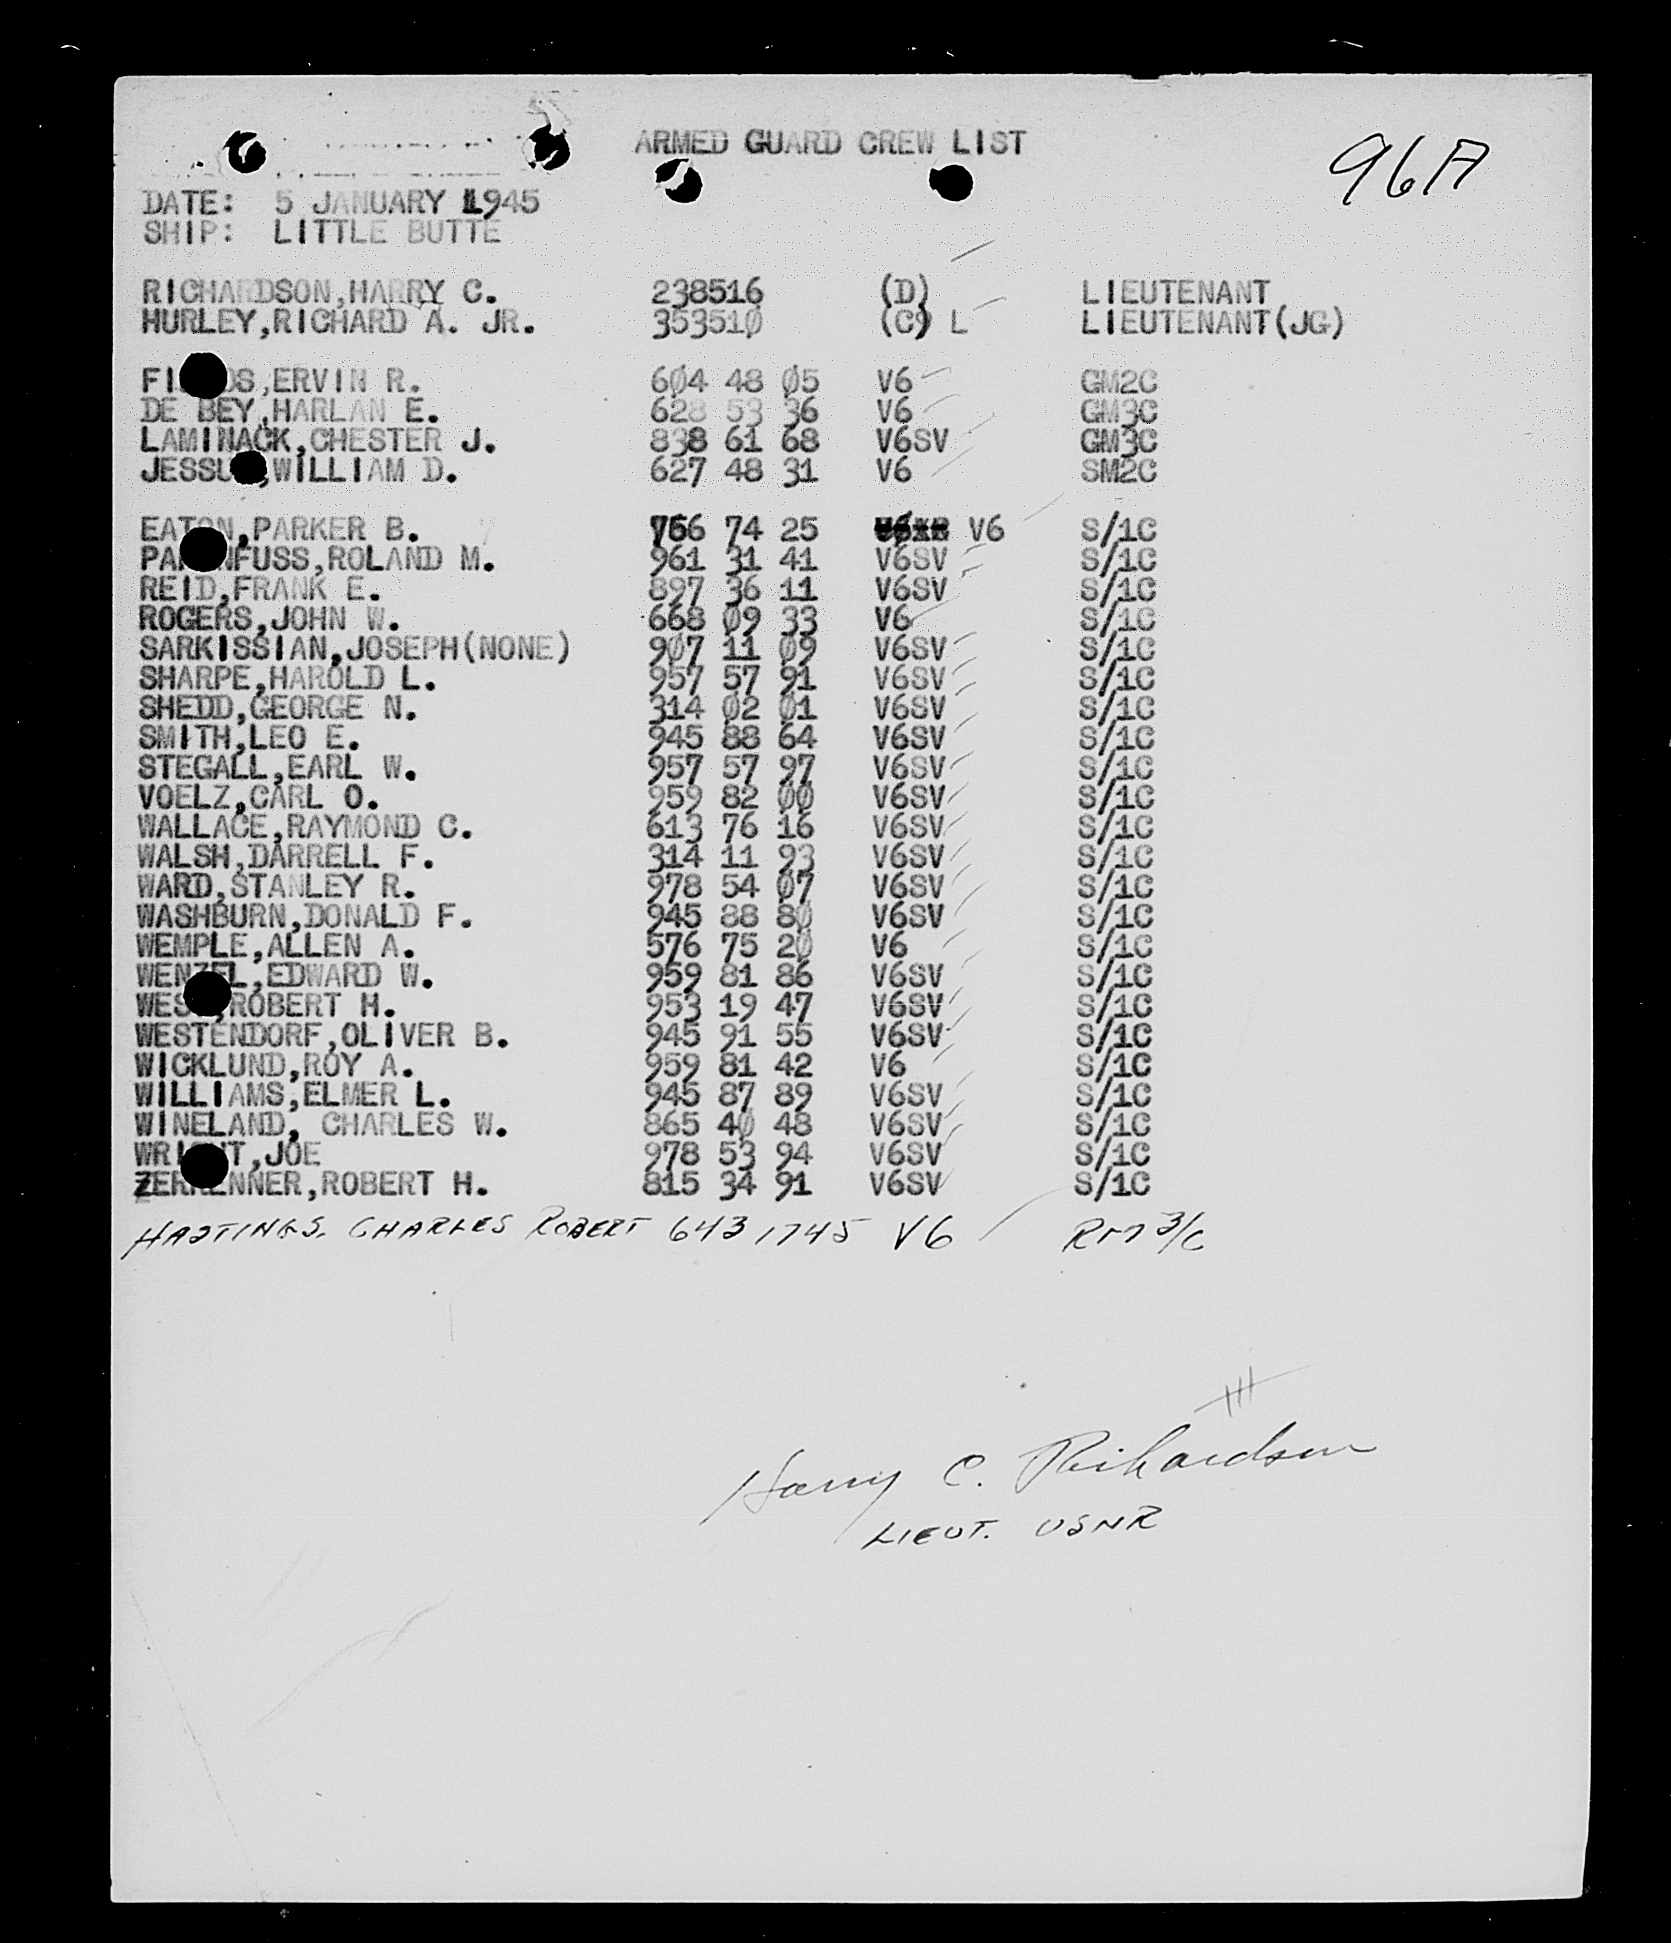 ARMED GUARD CREW LIST
96A
DATE: 5 JANUARY 1945
SHIP: LITTLE BUTTE
RICHARDSON,HARRY C. 238516 (D) LIEUTENANT
HURLEY,RICHARD A. JR. 353510 (C) L LIEUTENANT(JG)
ERVIN R. 604 48 05 V6 GM2C
DE BEY,HARLAN E. 628 53 36 V6 GM3C
LAMINACK,CHESTER J. 838 61 68 V6SV GM3C
WILLIAM D. 627 48 31 V6 SM2C
EATON,PARKER B. 74 25 V6 S/1C
ROLAND M. 961 31 41 V6SV S/1C
REID,FRANK E. 897 36 11 V6SV S/1C
ROGERS,JOHN W. 668 09 33 V6 S/1C
SARKISSIAN,JOSEPH(NONE) 907 11 09 V6SV S/1C
SHARPE,HAROLD L. 957 57 91 V6SV S/1C
SHEDD,GEORGE N. 314 02 01 V6SV S/1C
SMITH,LEO E. 945 88 64 V6SV S/1C
STEGALL,EARL W. 957 57 97 V6SV S/1C
VOELZ,CARL O. 959 82 00 V6SV S/1C
WALLACE,RAYMOND C. 613 76 16 V6SV S/1C
WALSH,DARRELL F. 314 11 93 V6SV S/1C
WARD,STANLEY R. 978 54 07 V6SV S/1C
WASHBURN,DONALD F. 945 88 80 V6SV S/1C
WEMPLE,ALLEN A. 576 75 20 V6 S/1C
WENZEL,EDWARD W. 959 81 86 V6SV S/1C
ROBERT H. 953 19 47 V6SV S/1C
WESTENDORF,OLIVER B. 945 91 55 V6SV S/1C
WICKLUND,ROY A. 959 81 42 V6 S/1C
WILLIAMS,ELMER L. 945 87 89 V6SV S/1C
WINELAND, CHARLES W. 865 40 48 V6SV S/1C
JOE 978 53 94 V6SV S/1C
ROBERT H. 815 34 91 V6SV S/1C
HASTINGS. CHARLES ROBERT 643 1745 V6 RM 3/C
Harry C. Richardson
LIEUT. USNR